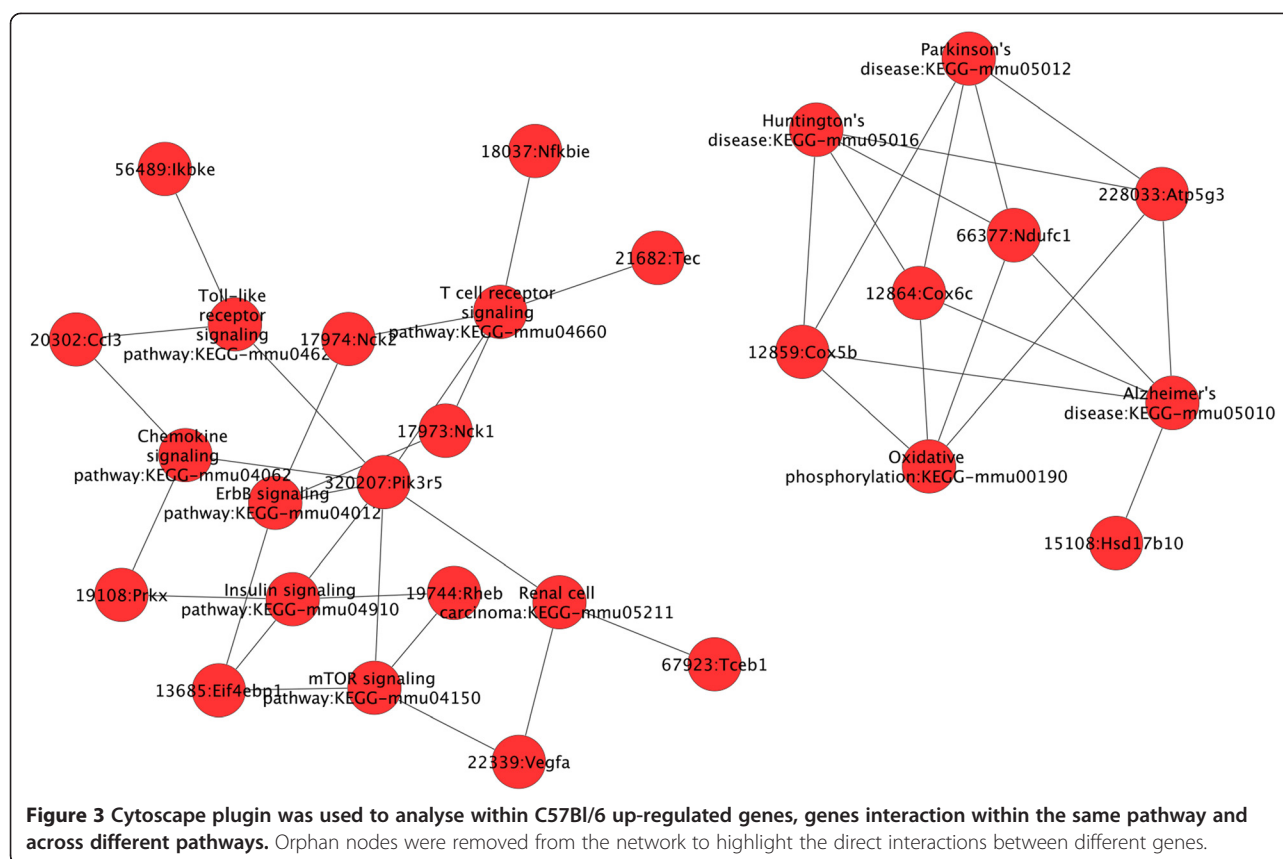 Parkinson's
disease:KEGG-mmu05012
Huntington's
disease:KEGG-mmu05016
18037:Nfkbie
56489:Ikbke
228033:Atp5g3
66377:Ndufc1
21682:Tec
12864:Cox6c
Toll-like
receptor
signaling
pathway:KEGG-mmu0462
T cell receptor
signaling
pathway:KEGG-mmu04660
20302:Ccl3
17974:Nck2
12859:Cox5b
Alzheimer's
disease:KEGG-mmu05010
17973:Nck1
Chemokine
signaling
pathway:KEGG-mmu04062
Oxidative
phosphorylation:KEGG-mmu00190
320207:Pik3r5
ErbB signaling
pathway:KEGG-mmu04012
15108:Hsd17b10
19108:Prkx
Insulin signaling
pathway:KEGG-mmu04910
19744:Rheb
Renal cell
carcinoma:KEGG-mmu05211
67923:Tceb1
13685:Eif4ebp1
mTOR signaling
pathway:KEGG-mmu04150
22339:Vegfa
Figure 3 Cytoscape plugin was used to analyse within C57Bl/6 up-regulated genes, genes interaction within the same pathway and
across different pathways. Orphan nodes were removed from the network to highlight the direct interactions between different genes.